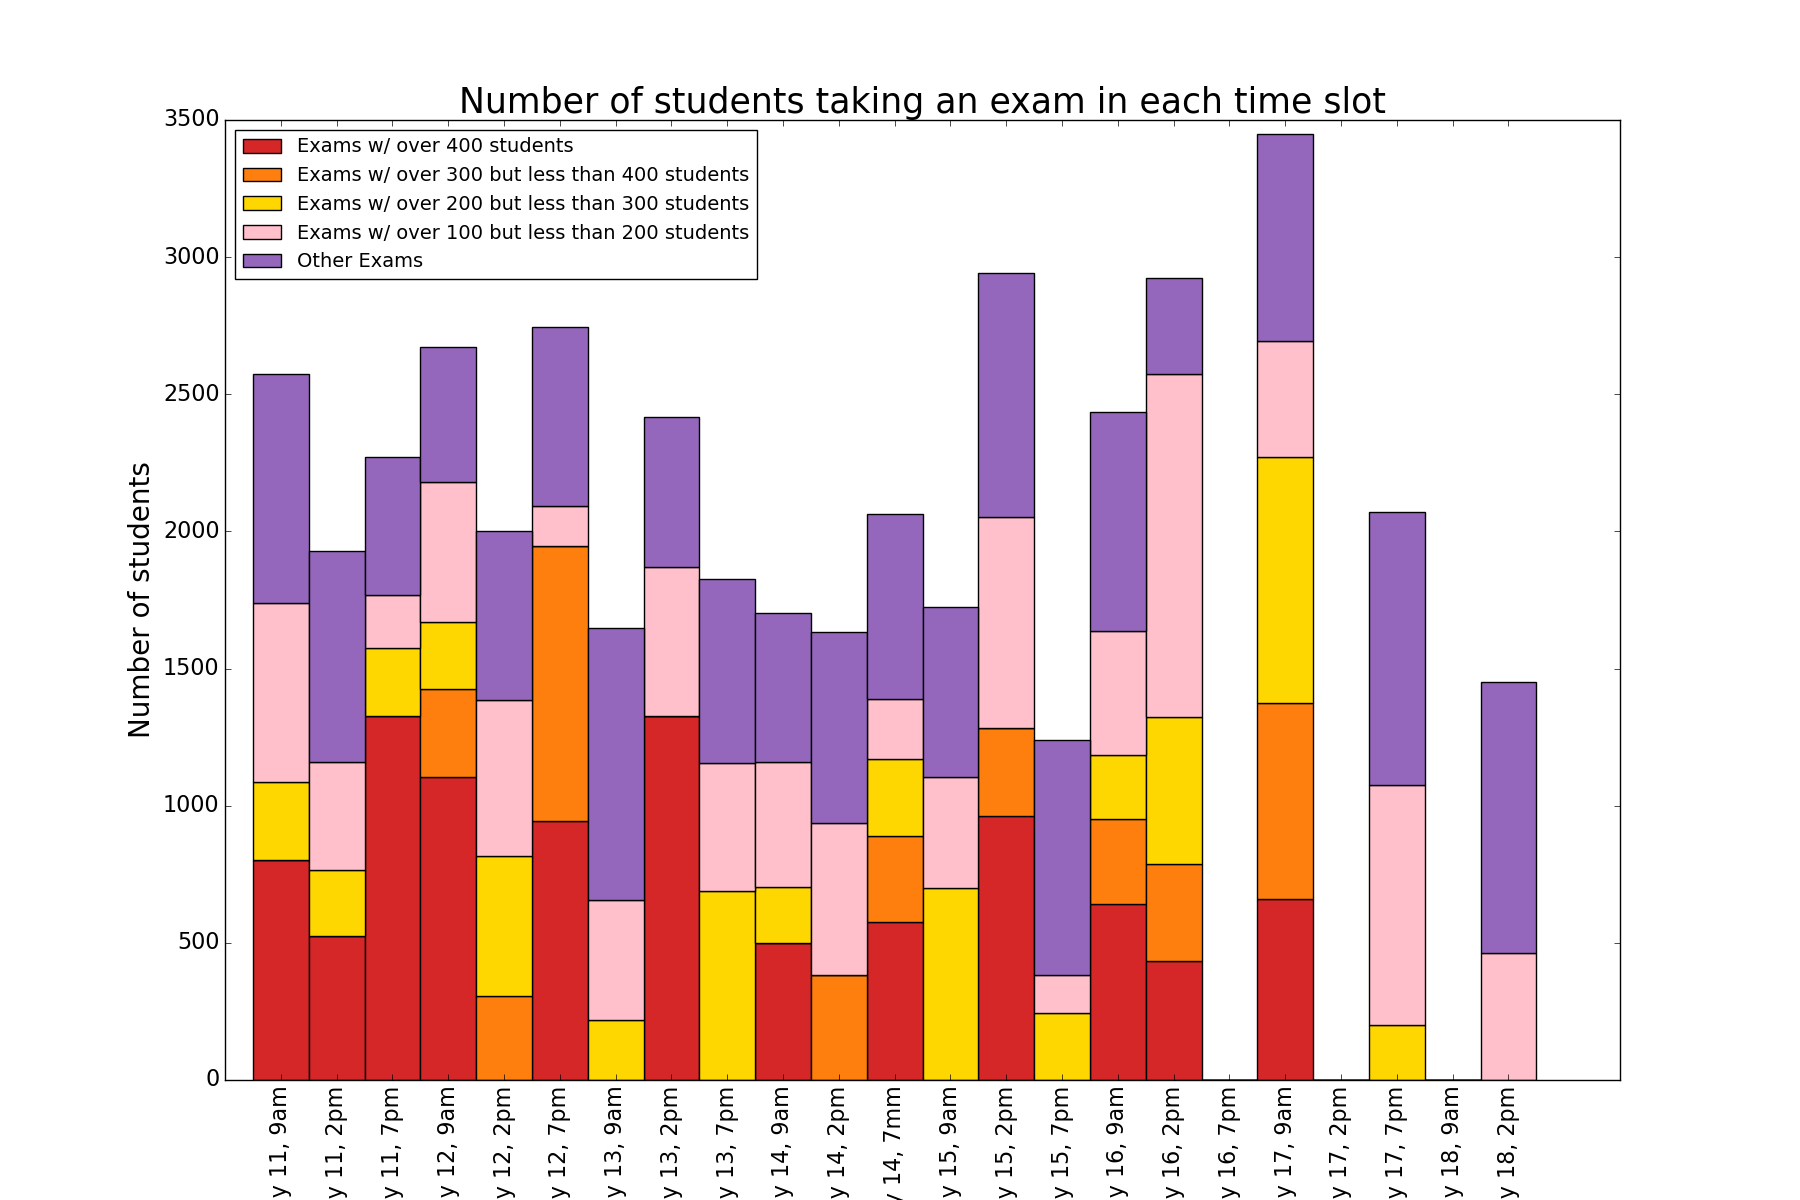 Number of students taking an exam in each time slot
3500
3000
2500
2000
1500
1000
500
0
Number of students
Exams w/ over 400 students
Exams w/ over 300 but less than 400 students
Exams w/ over 200 but less than 300 students
Exams w/ over 100 but less than 200 students
Other Exams
y 11, 9am
y 11, 2pm
y 11, 7pm
y 12, 9am
y 12, 2pm
y 12, 7pm
y 13, 9am
y 13, 2pm
y 13, 7pm
y 14, 9am
y 14, 2pm
y 14, 7mm
y 15, 9am
y 15, 2pm
y 15, 7pm
y 16, 9am
y 16, 2pm
y 16, 7pm
y 17, 9am
y 17, 2pm
y 17, 7pm
y 18, 9am
y 18, 2pm